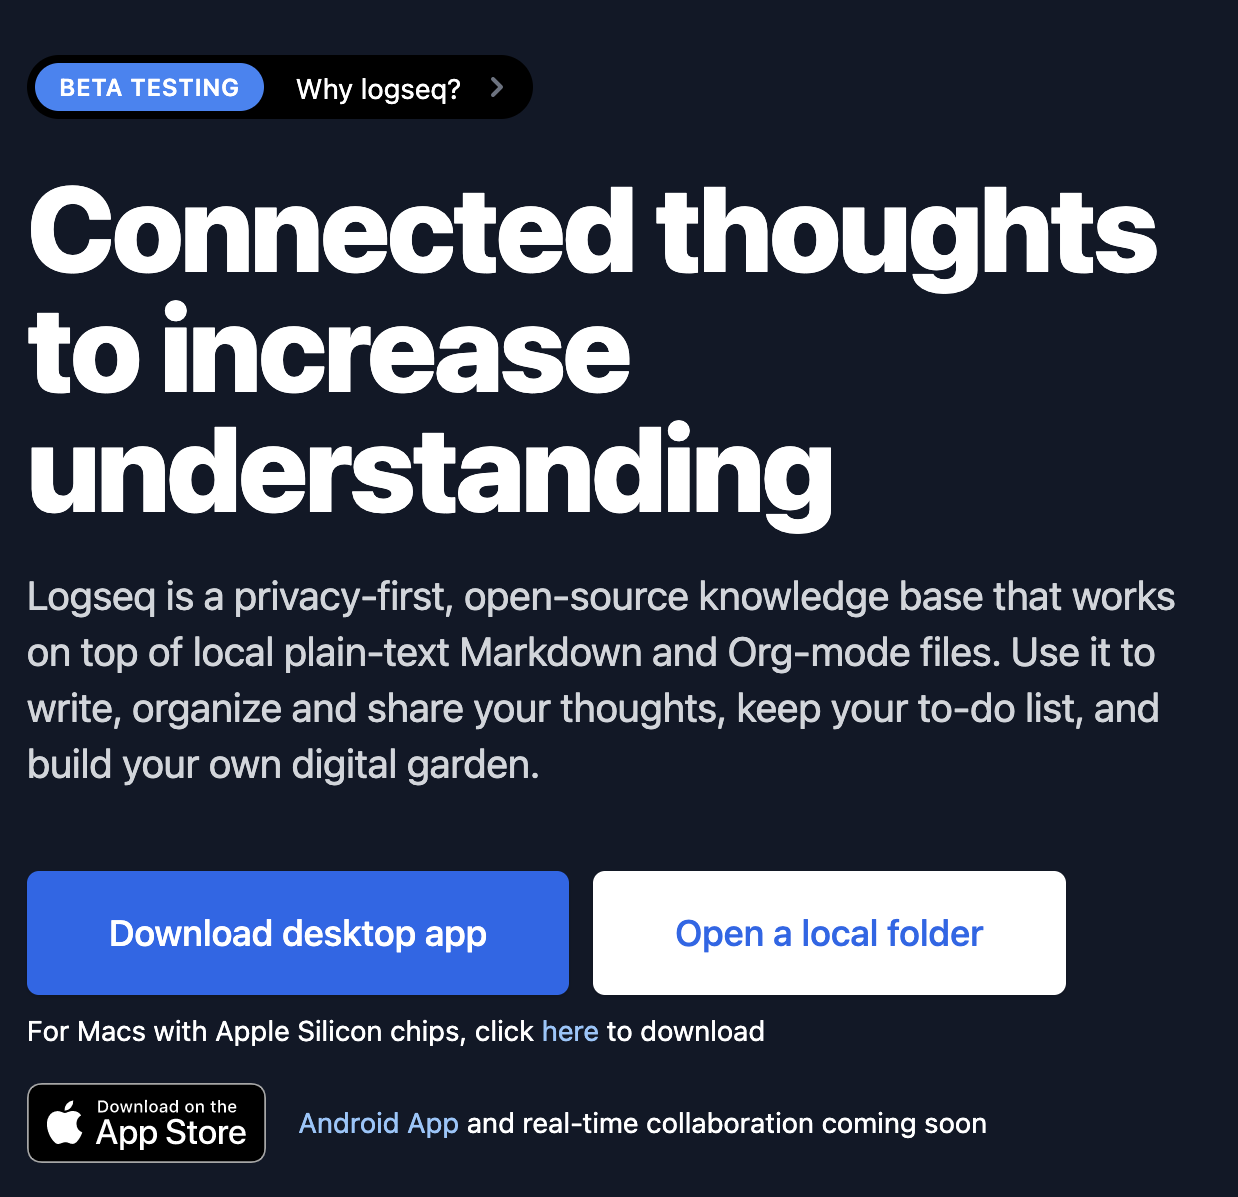 BETA TESTING Why logseq?
Connected thoughts
to increase
understanding
Logseq is a privacy-first, open-source knowledge base that works
on top of local plain-text Markdown and Org-mode files. Use it to
write, organize and share your thoughts, keep your to-do list, and
build your own digital garden.
Download desktop app
Open a local folder
For Macs with Apple Silicon chips, click here to download
Download on the
App Store
Android App and real-time collaboration coming soon